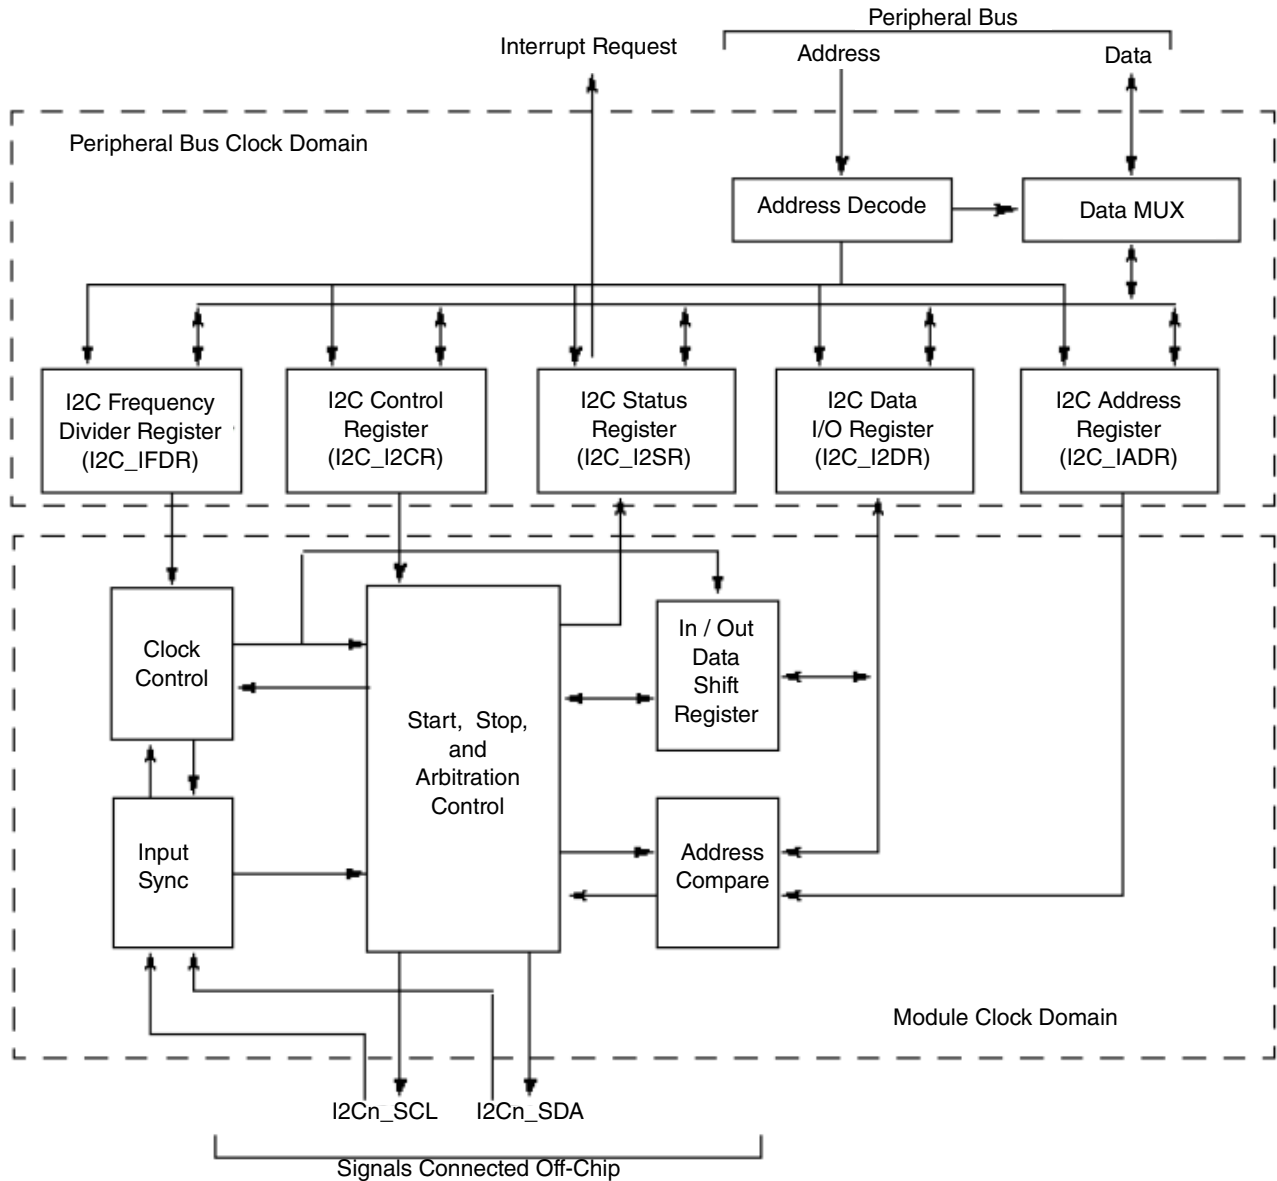 Peripheral Bus
Interrupt Request
Address
Data
Peripheral Bus Clock Domain
Address Decode
Data MUX
I2C Frequency
Divider Register
(I2C_IFDR)
I2C Control
Register
(I2C_I2CR)
I2C Status
Register
(I2C_I2SR)
I2C Data
I/O Register
(I2C_I2DR)
I2C Address
Register
(I2C_IADR)
Clock
Control
Start, Stop,
and
Arbitration
Control
In / Out
Data
Shift
Register
Input
Sync
Address
Compare
Module Clock Domain
I2Cn_SCL
I2Cn_SDA
Signals Connected Off-Chip